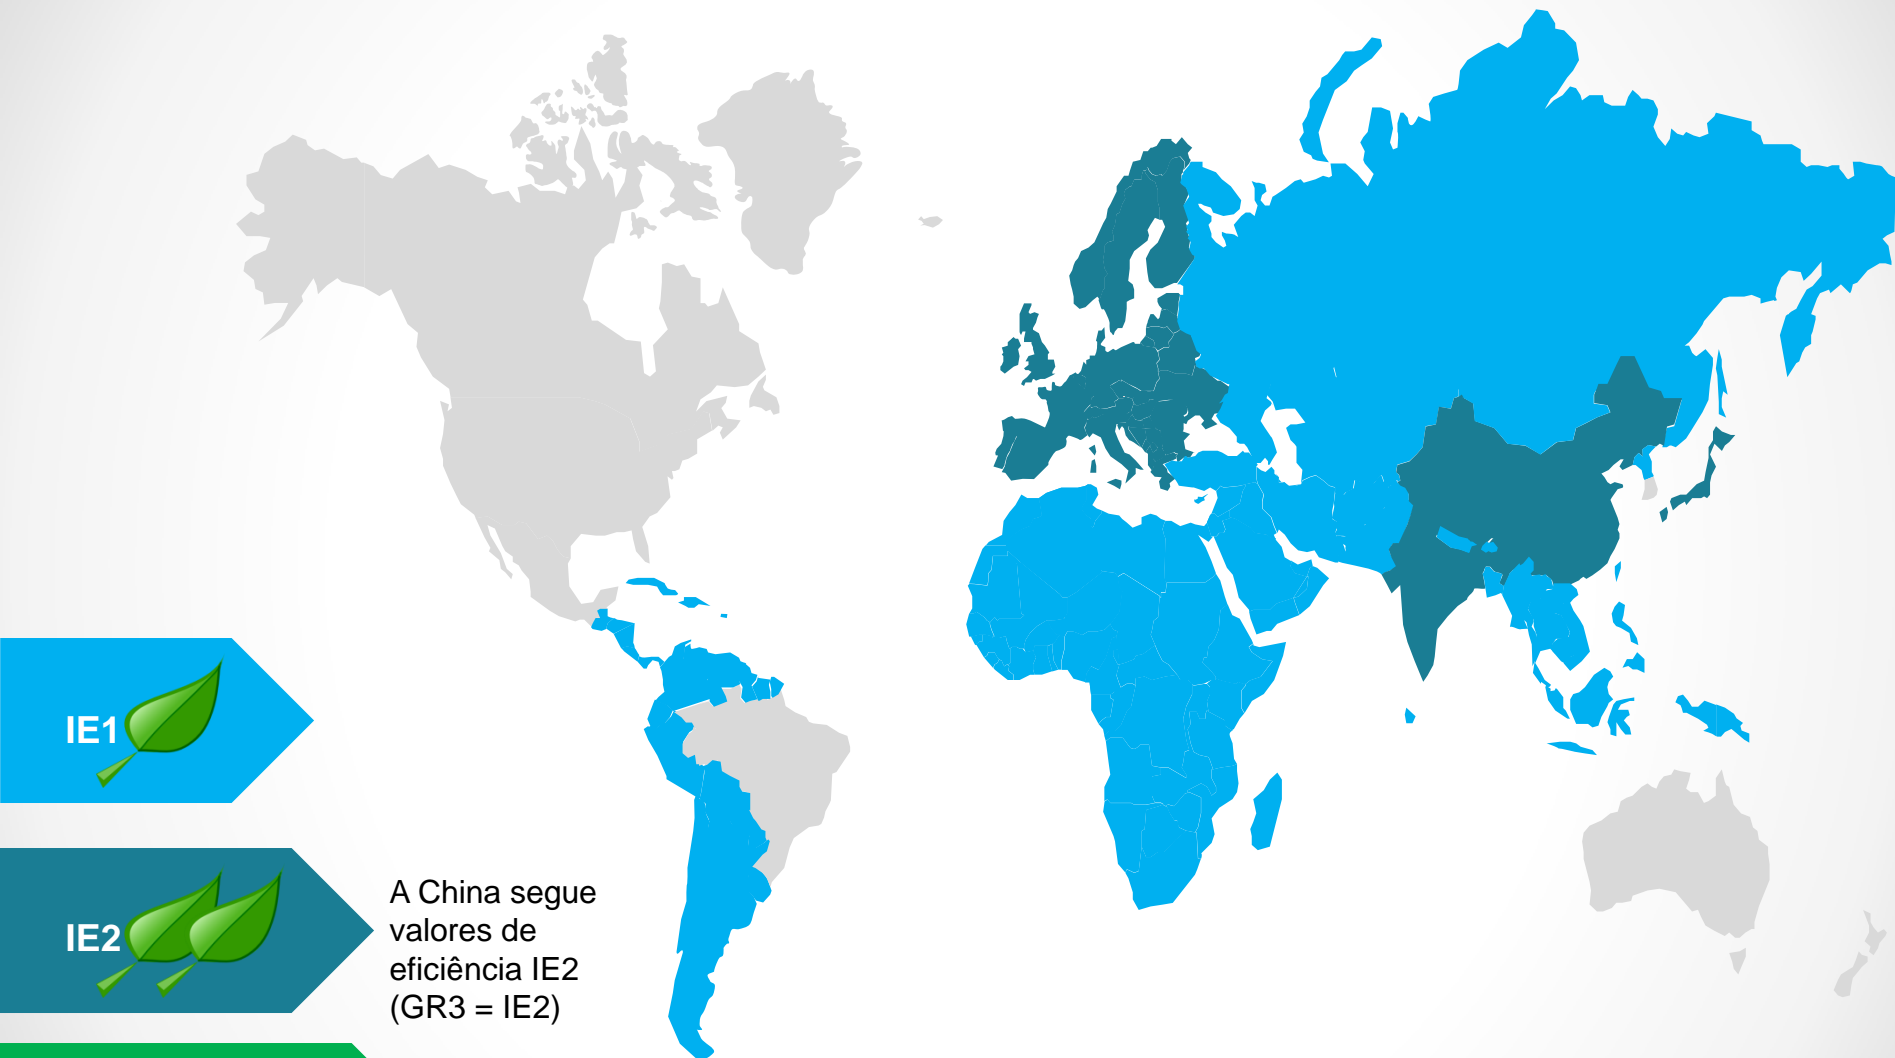 IE1
IE2
A China segue
valores de
eficiência IE2
(GR3 = IE2)